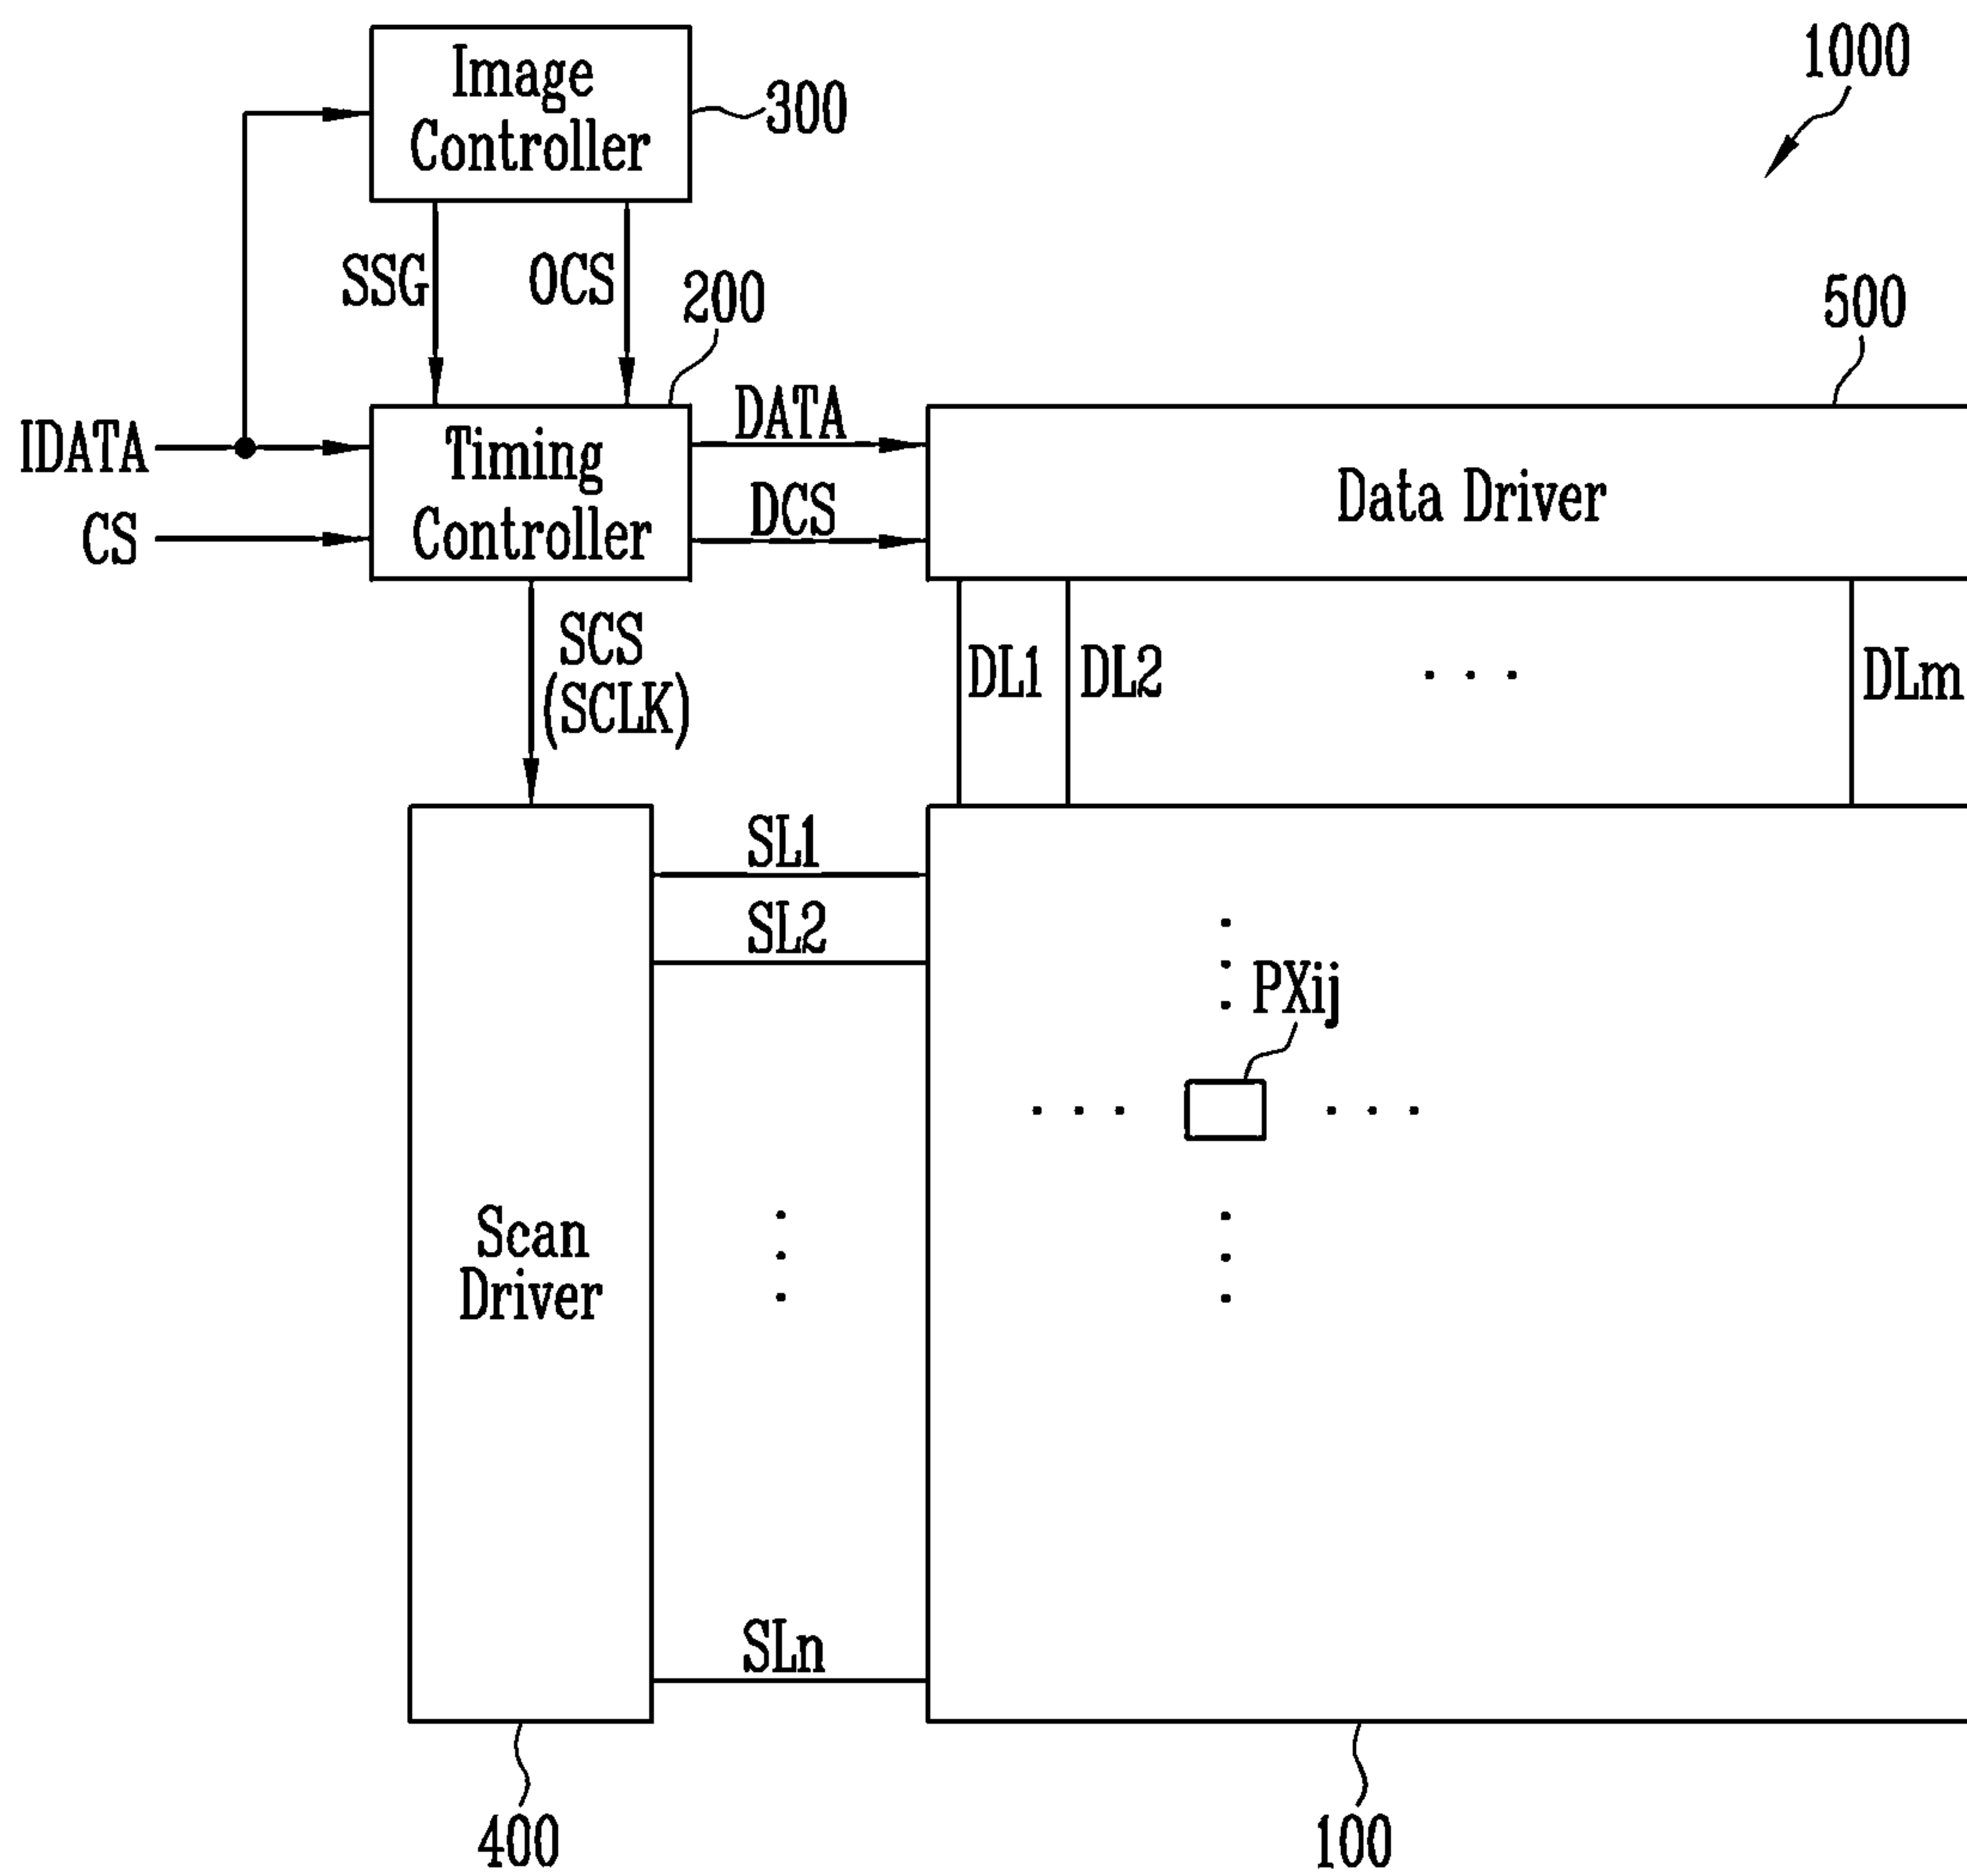 1000
Image
Controller
300
SSG
OCS
200
500
IDATA
CS
Timing
Controller
DATA
DCS
Data Driver
SCS
(SCLK)
DL1
DL2
. . .
DLm
SL1
SL2
PXij
Scan
Driver
SLn
400
100